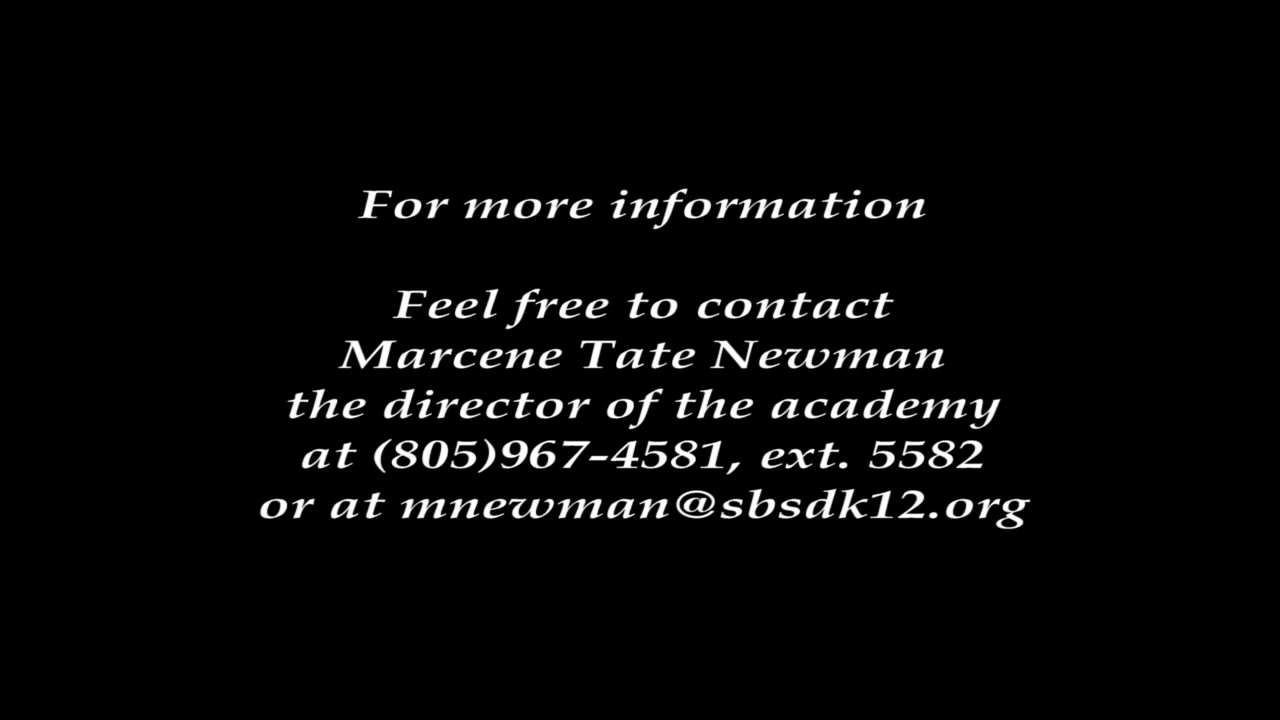 For more information
Feel free to contact
Marcene Tate Newman
the director of the academy
at (805)967-4581, ext. 5582
or at mnewman@sbsdk12.org